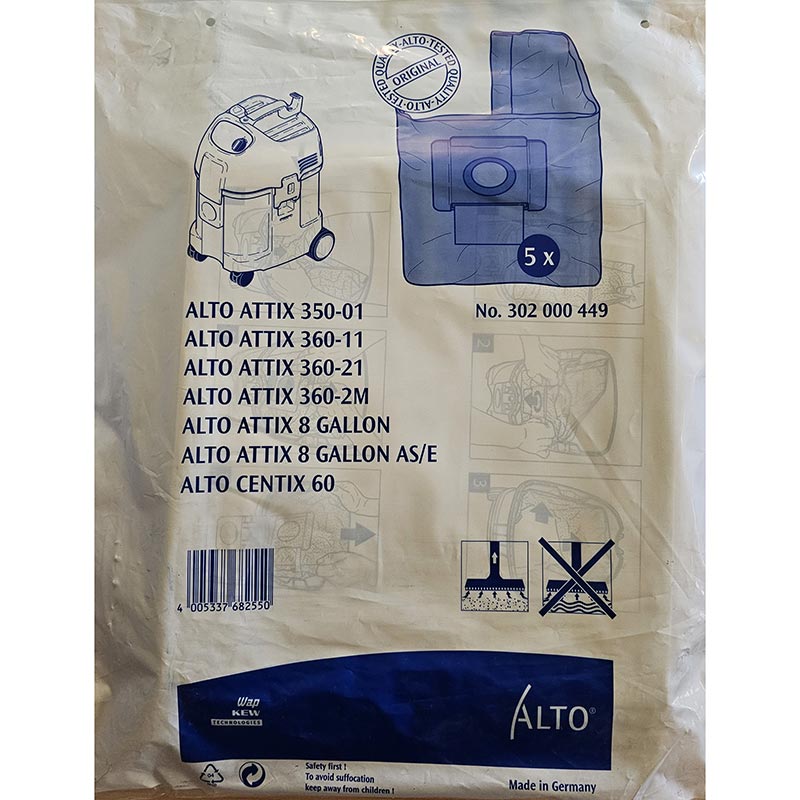 QUALITY-ALTO-TESTED QUALITY-ALTO-TESTED
ORIGINAL
5 x
ALTO ATTIX 350-01
No. 302 000 449
ALTO ATTIX 360-11
ALTO ATTIX 360-21
ALTO ATTIX 360-2M
ALTO ATTIX 8 GALLON
ALTO ATTIX 8 GALLON AS/E
ALTO CENTIX 60
2
3
4 005337 682550
Wap
KEW
TECHNOLOGIES
ALTO®
04
- Safety first !
To avoid suffocation
keep away from children !
Made in Germany